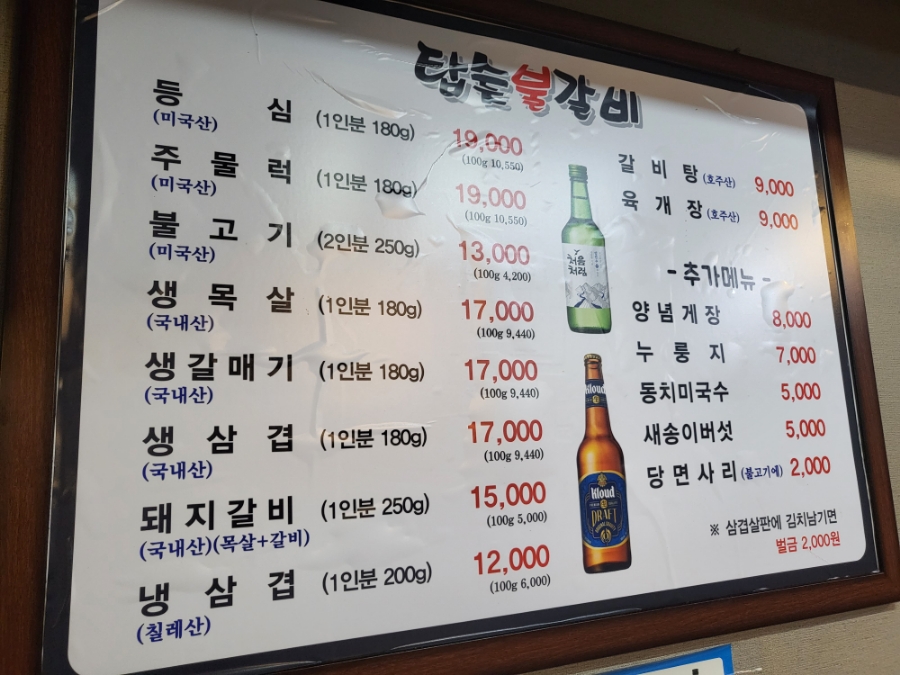 탑술불갈비
등심 (1인분 180g) 19,000
(미국산) (100g 10,550)
주물럭 (1인분 180g) 19,000
(미국산) (100g 10,550)
불고기 (2인분 250g) 13,000
(미국산) (100g 4,200)
생목살 (1인분 180g) 17,000
(국내산) (100g 9,440)
생갈매기 (1인분 180g) 17,000
(국내산) (100g 9,440)
생삼겹 (1인분 180g) 17,000
(국내산) (100g 9,440)
돼지갈비 (1인분 250g) 15,000
(국내산)(목살+갈비) (100g 5,000)
냉삼겹 (1인분 200g) 12,000
(칠레산) (100g 6,000)
처음
처럼
Kloud
Kloud
DRAFT
갈비탕 (호주산) 9,000
육개장 (호주산) 9,000
- 추가메뉴 -
양념게장 8,000
누룽지 7,000
동치미국수 5,000
새송이버섯 5,000
당면사리 (불고기에) 2,000
※ 삼겹살판에 김치남기면
벌금 2,000원